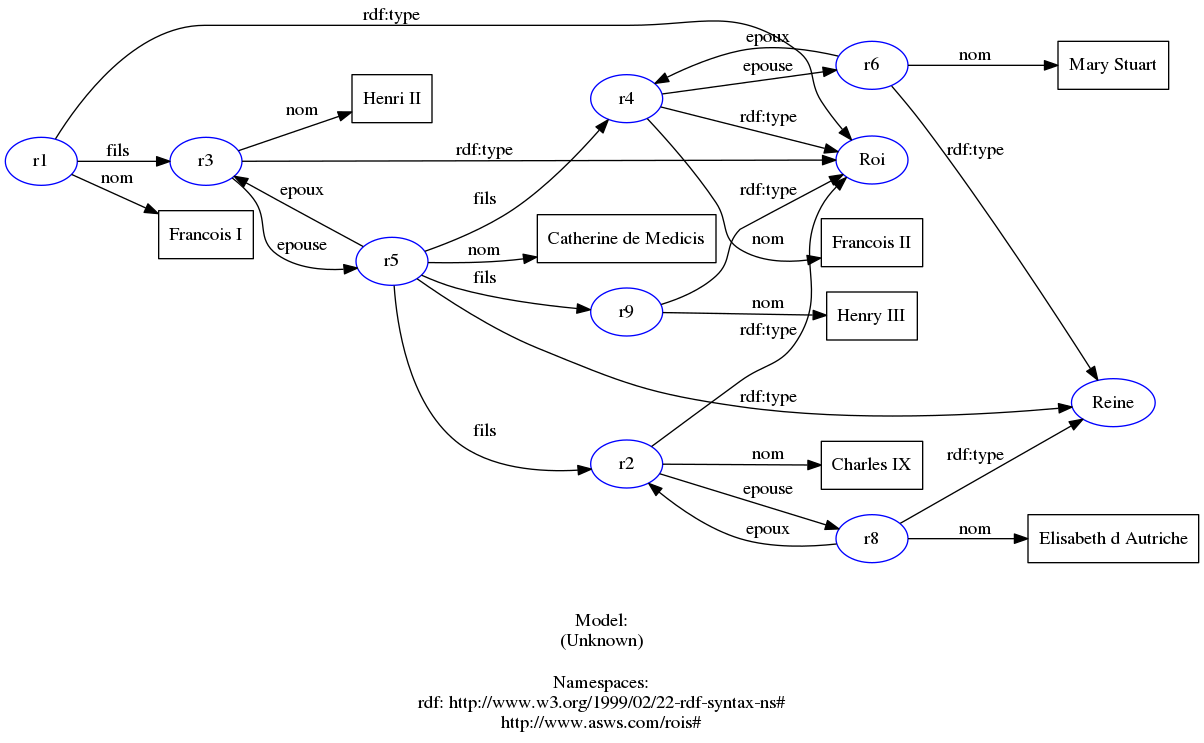 rdf:type
epoux
r6
nom
Mary Stuart
epouse
Henri II
r4
nom
rdf:type
r1
fils
r3
rdf:type
Roi
rdf:type
nom
epoux
rdf:type
fils
Francois I
epouse
nom
Catherine de Medicis
nom
Francois II
r5
fils
r9
nom
Henry III
rdf:type
rdf:type
Reine
fils
r2
nom
Charles IX
rdf:type
epouse
epoux
r8
nom
Elisabeth d Autriche
Model:
(Unknown)
Namespaces:
rdf: http://www.w3.org/1999/02/22-rdf-syntax-ns#
http://www.asws.com/rois#